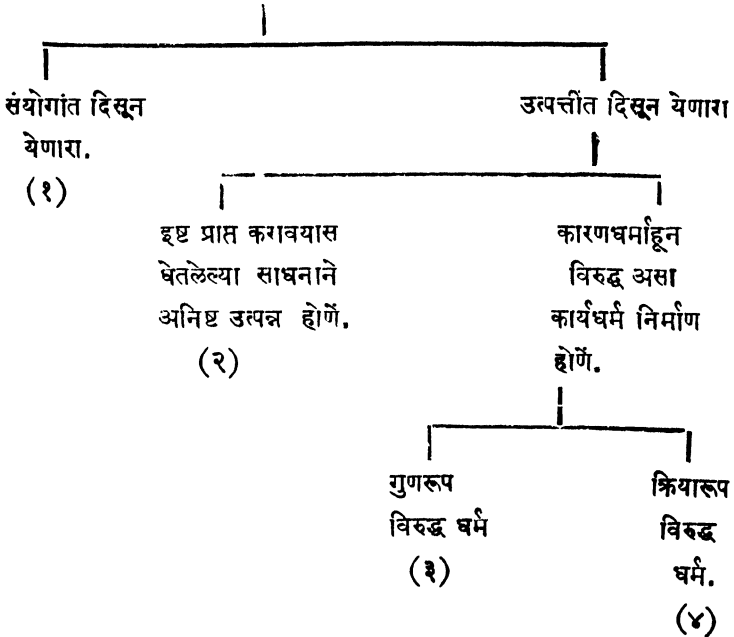 संयोगांत दिसून
येणारा.
(१)
उत्पत्तींत दिसून येणारा
इष्ट प्राप्त करावयास
घेतलेल्या साधनाने
अनिष्ट उत्पन्न होणें.
(२)
कारणधर्माहून
विरुद्ध असा
कार्यधर्म निर्माण
होणें.
गुणरूप
विरुद्ध धर्म
(३)
क्रियारूप
विरुद्ध
धर्म.
(४)